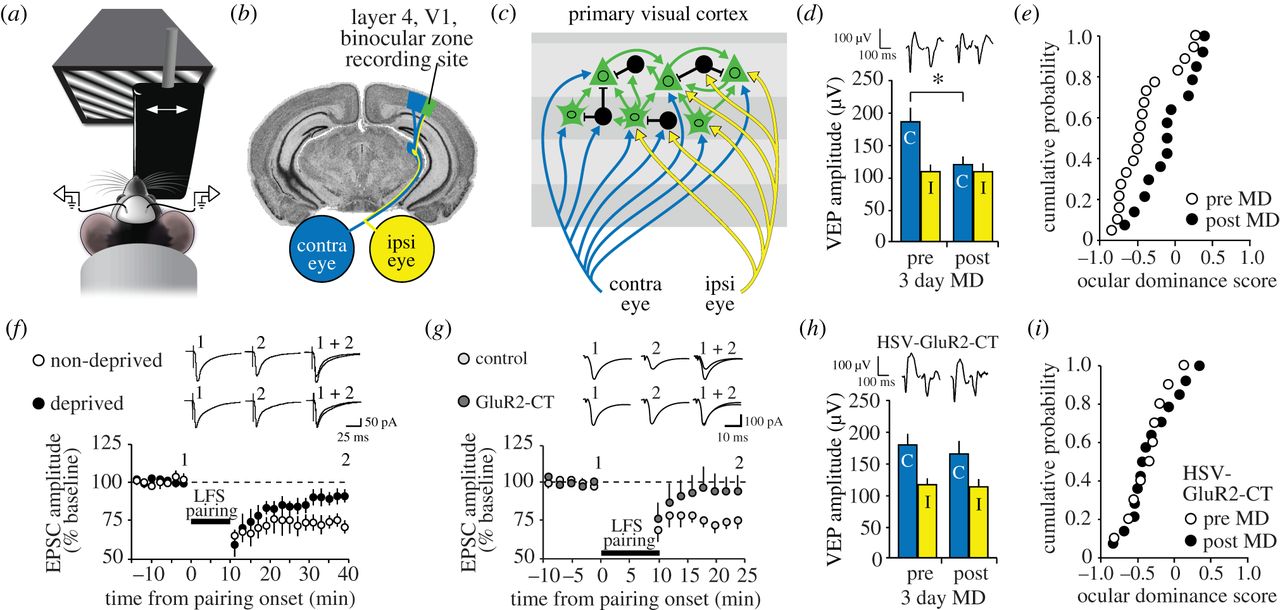 (a)
(b)
layer 4, V1,
binocular zone
recording site
contra
eye
ipsi
eye
(c)
primary visual cortex
contra
eye
ipsi
eye
(d)
100 µV
100 ms
*
VEP amplitude (µV)
250
200
150
100
50
0
C
I
C
I
pre
post
3 day MD
(e)
cumulative probability
1.0
0.8
0.6
0.4
0.2
0
pre MD
post MD
−1.0
−0.5
0
0.5
1.0
ocular dominance score
(f)
non-deprived
deprived
1
2
1 + 2
1
2
1 + 2
50 pA
25 ms
EPSC amplitude
(% baseline)
125
100
75
50
1
2
LFS
pairing
−10
0
10
20
30
40
time from pairing onset (min)
(g)
control
GluR2-CT
1
2
1 + 2
1
2
1 + 2
100 pA
10 ms
EPSC amplitude
(% baseline)
125
100
75
50
1
2
LFS
pairing
−10
−5
0
5
10
15
20
25
time from pairing onset (min)
(h)
HSV-GluR2-CT
100 µV
100 ms
VEP amplitude (µV)
250
200
150
100
50
0
C
I
C
I
pre
post
3 day MD
(i)
cumulative probability
1.0
0.8
0.6
0.4
0.2
0
HSV-
GluR2-CT
pre MD
post MD
−1.0
−0.5
0
0.5
1.0
ocular dominance score